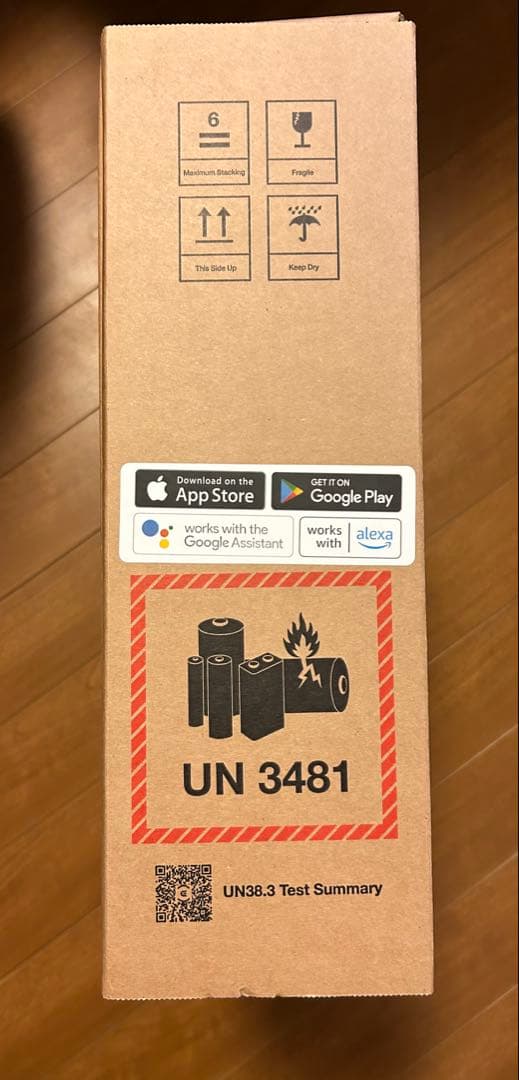 6
Maximum Stacking
Fragile
This Side Up
Keep Dry
Download on the
App Store
GET IT ON
Google Play
works with the
Google Assistant
works
with
alexa
UN 3481
UN38.3 Test Summary